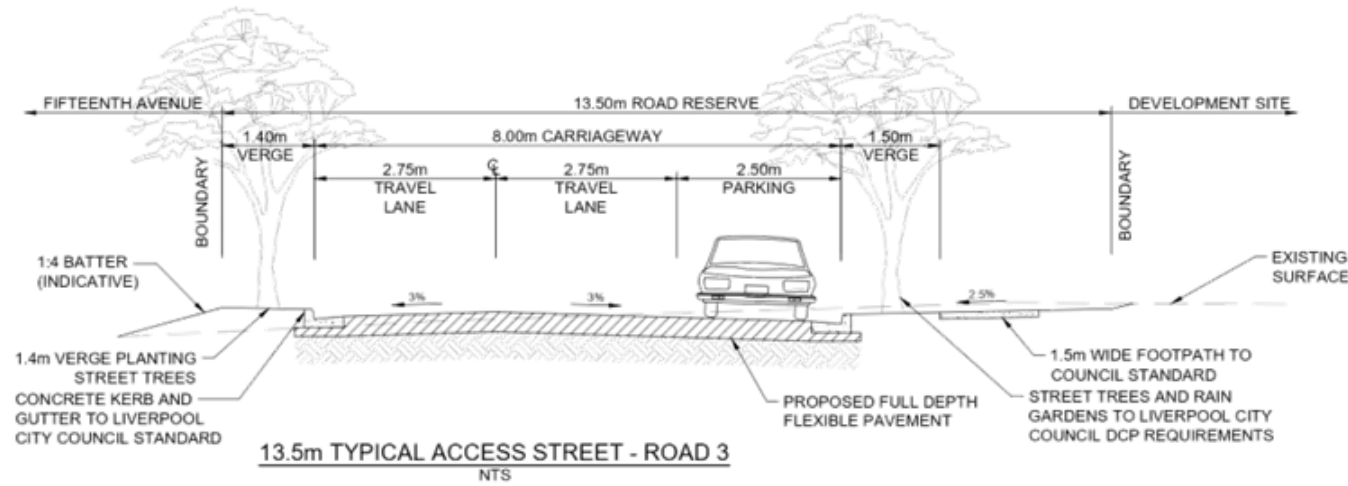 FIFTEENTH AVENUE
13.50m ROAD RESERVE
DEVELOPMENT SITE
1.40m
VERGE
8.00m CARRIAGEWAY
1.50m
VERGE
BOUNDARY
2.75m
TRAVEL
LANE
℄
2.75m
TRAVEL
LANE
2.50m
PARKING
BOUNDARY
1:4 BATTER
(INDICATIVE)
EXISTING
SURFACE
3%
3%
2.5%
1.4m VERGE PLANTING
STREET TREES
CONCRETE KERB AND
GUTTER TO LIVERPOOL
CITY COUNCIL STANDARD
PROPOSED FULL DEPTH
FLEXIBLE PAVEMENT
1.5m WIDE FOOTPATH TO
COUNCIL STANDARD
STREET TREES AND RAIN
GARDENS TO LIVERPOOL CITY
COUNCIL DCP REQUIREMENTS
13.5m TYPICAL ACCESS STREET - ROAD 3
NTS